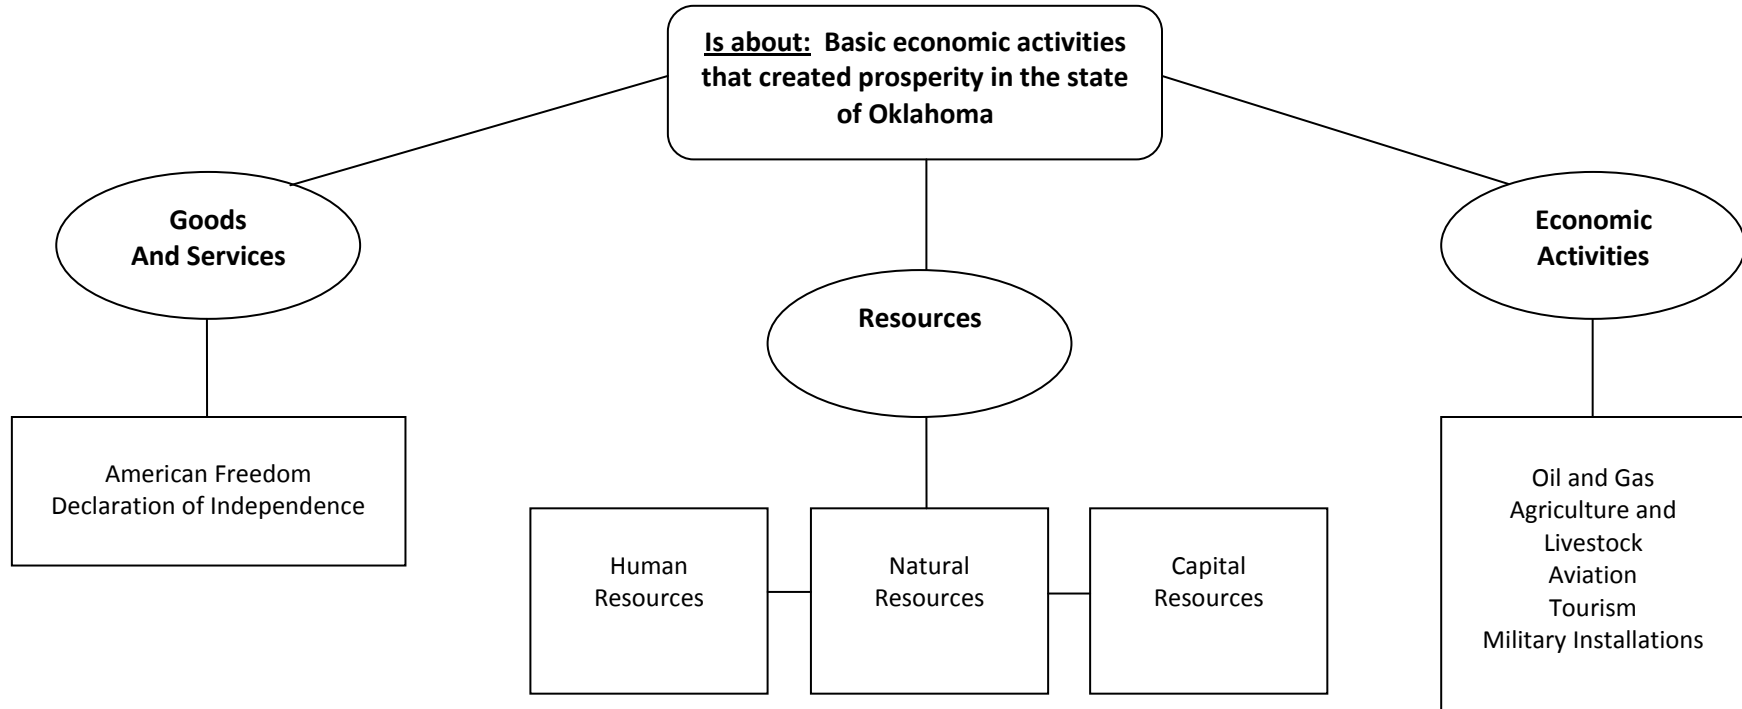 Is about: Basic economic activities
that created prosperity in the state
of Oklahoma
Goods
And Services
Resources
Economic
Activities
American Freedom
Declaration of Independence
Human
Resources
Natural
Resources
Capital
Resources
Oil and Gas
Agriculture and
Livestock
Aviation
Tourism
Military Installations